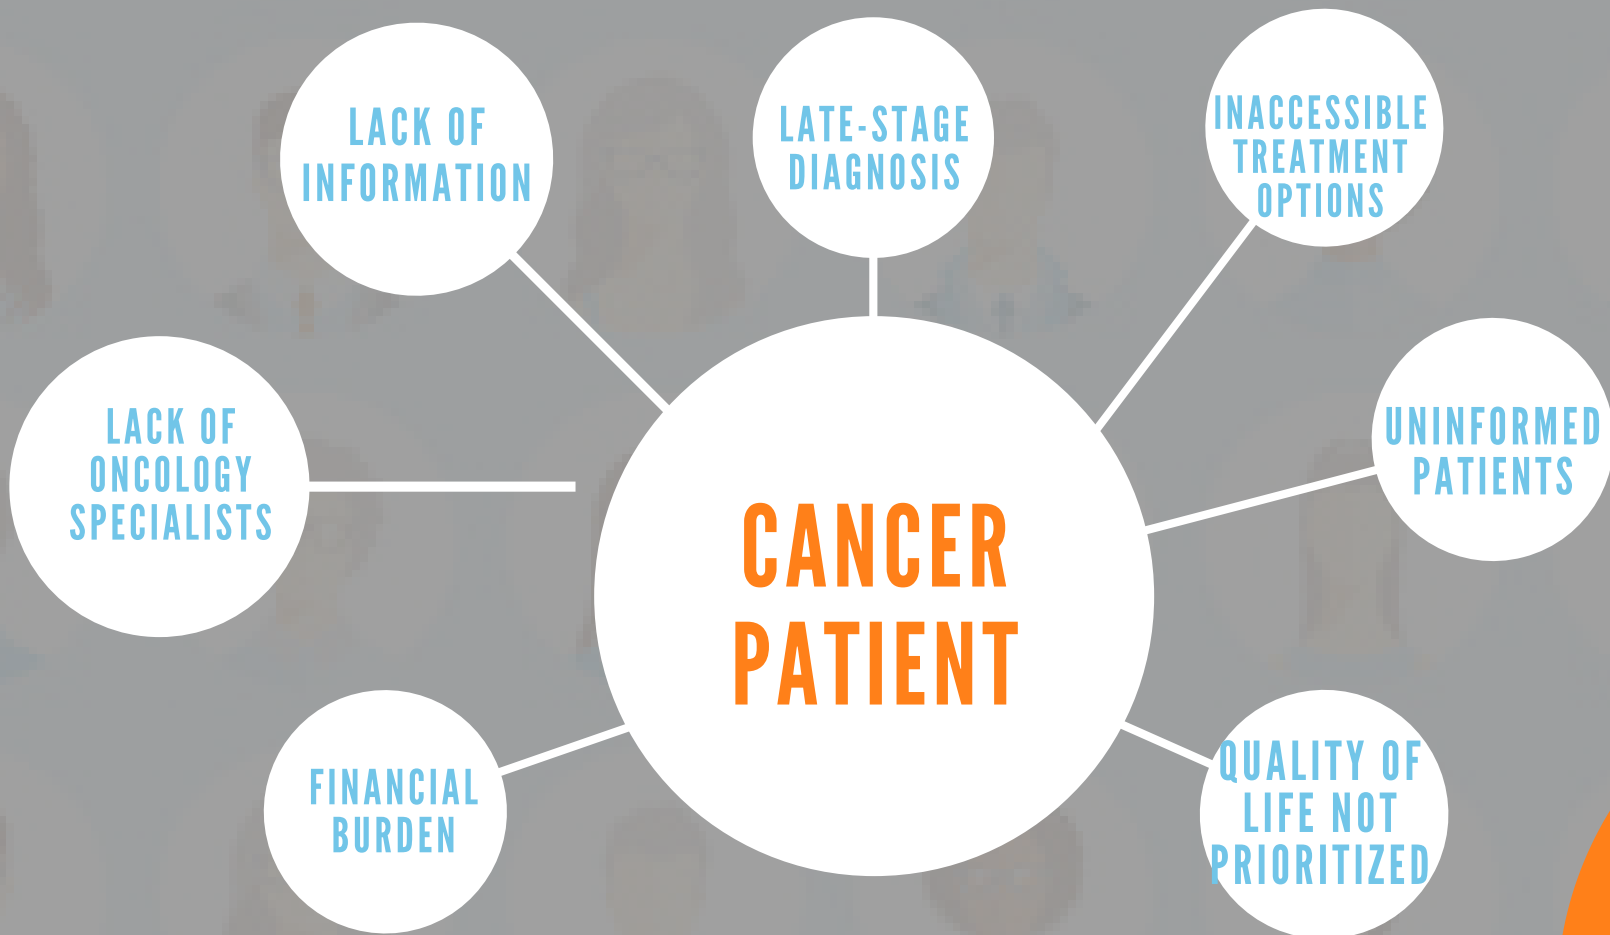 LACK OF
INFORMATION
LATE-STAGE
DIAGNOSIS
INACCESSIBLE
TREATMENT
OPTIONS
LACK OF
ONCOLOGY
SPECIALISTS
UNINFORMED
PATIENTS
CANCER
PATIENT
FINANCIAL
BURDEN
QUALITY OF
LIFE NOT
PRIORITIZED